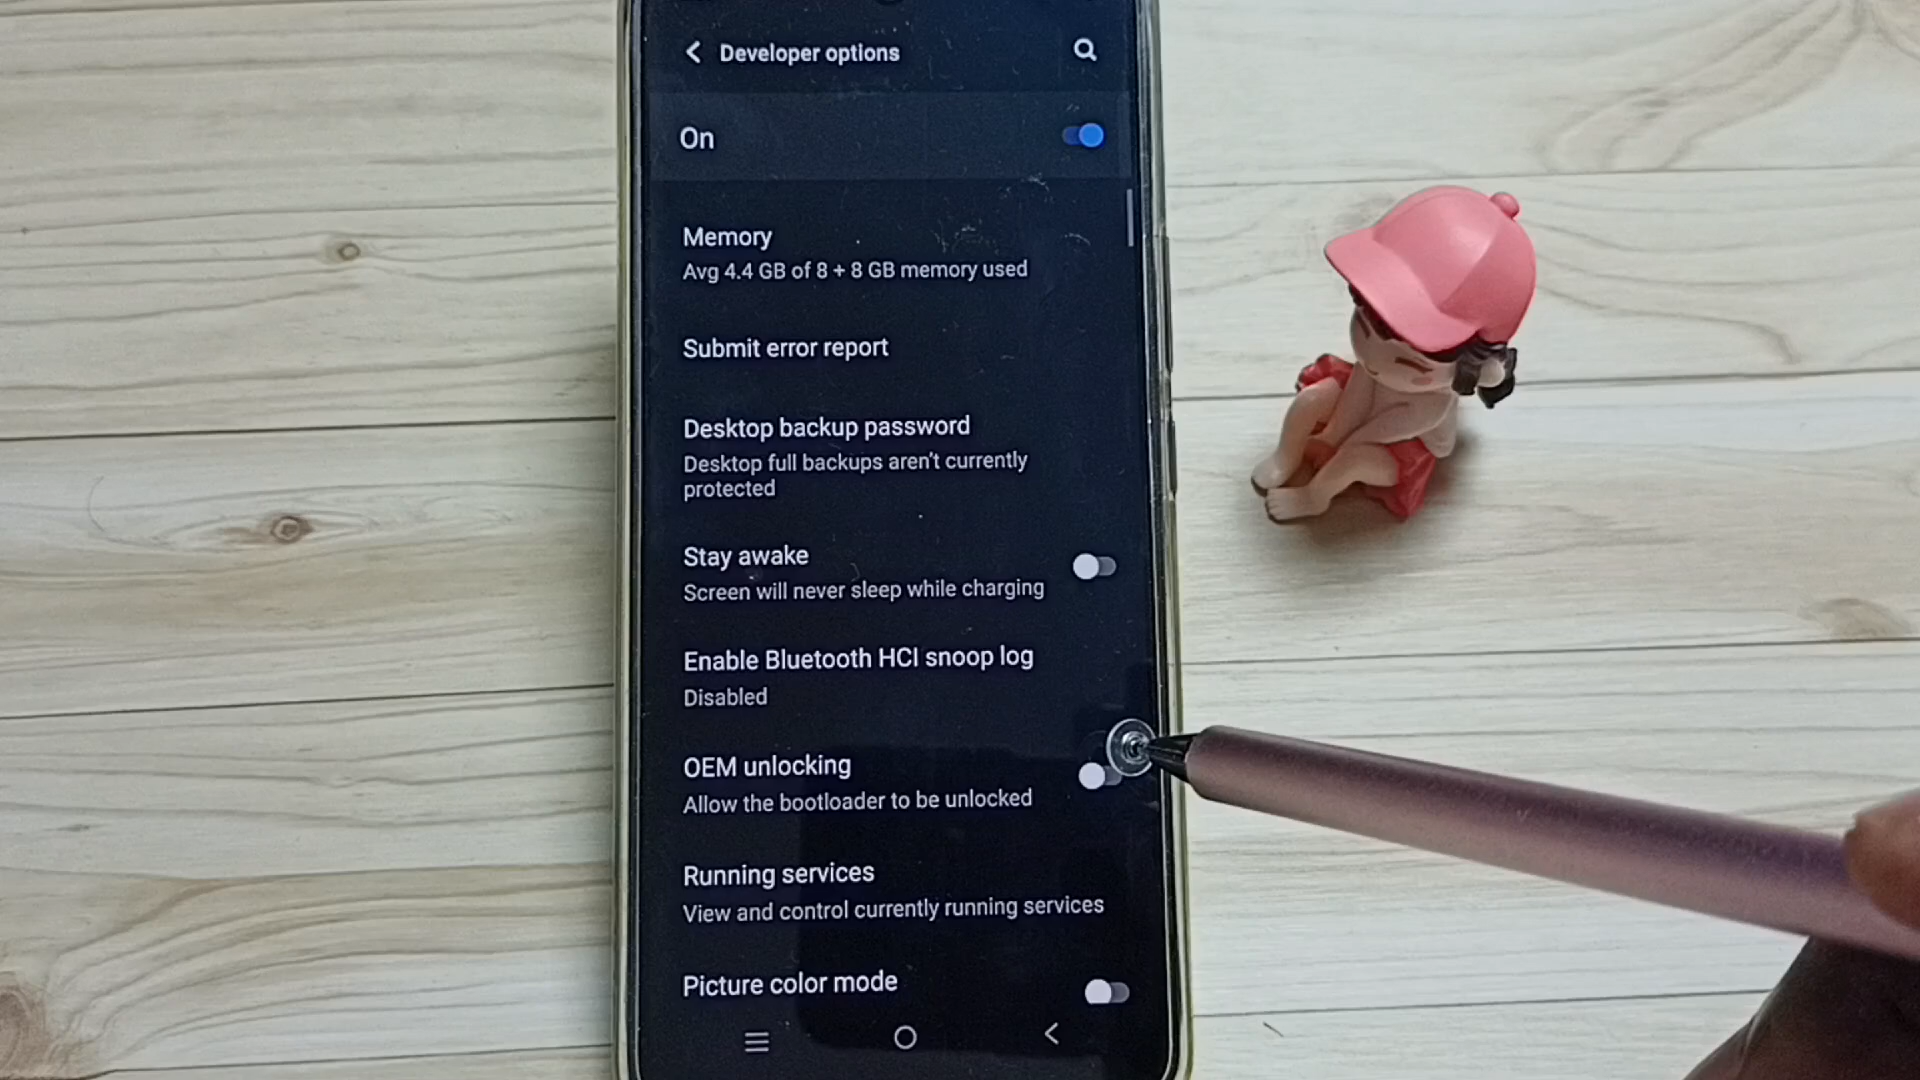 Developer options
On
Memory
Avg 4.4 GB of 8 + 8 GB memory used
Submit error report
Desktop backup password
Desktop full backups aren't currently
protected
Stay awake
Screen will never sleep while charging
Enable Bluetooth HCI snoop log
Disabled
OEM unlocking
Allow the bootloader to be unlocked
Running services
View and control currently running services
Picture color mode